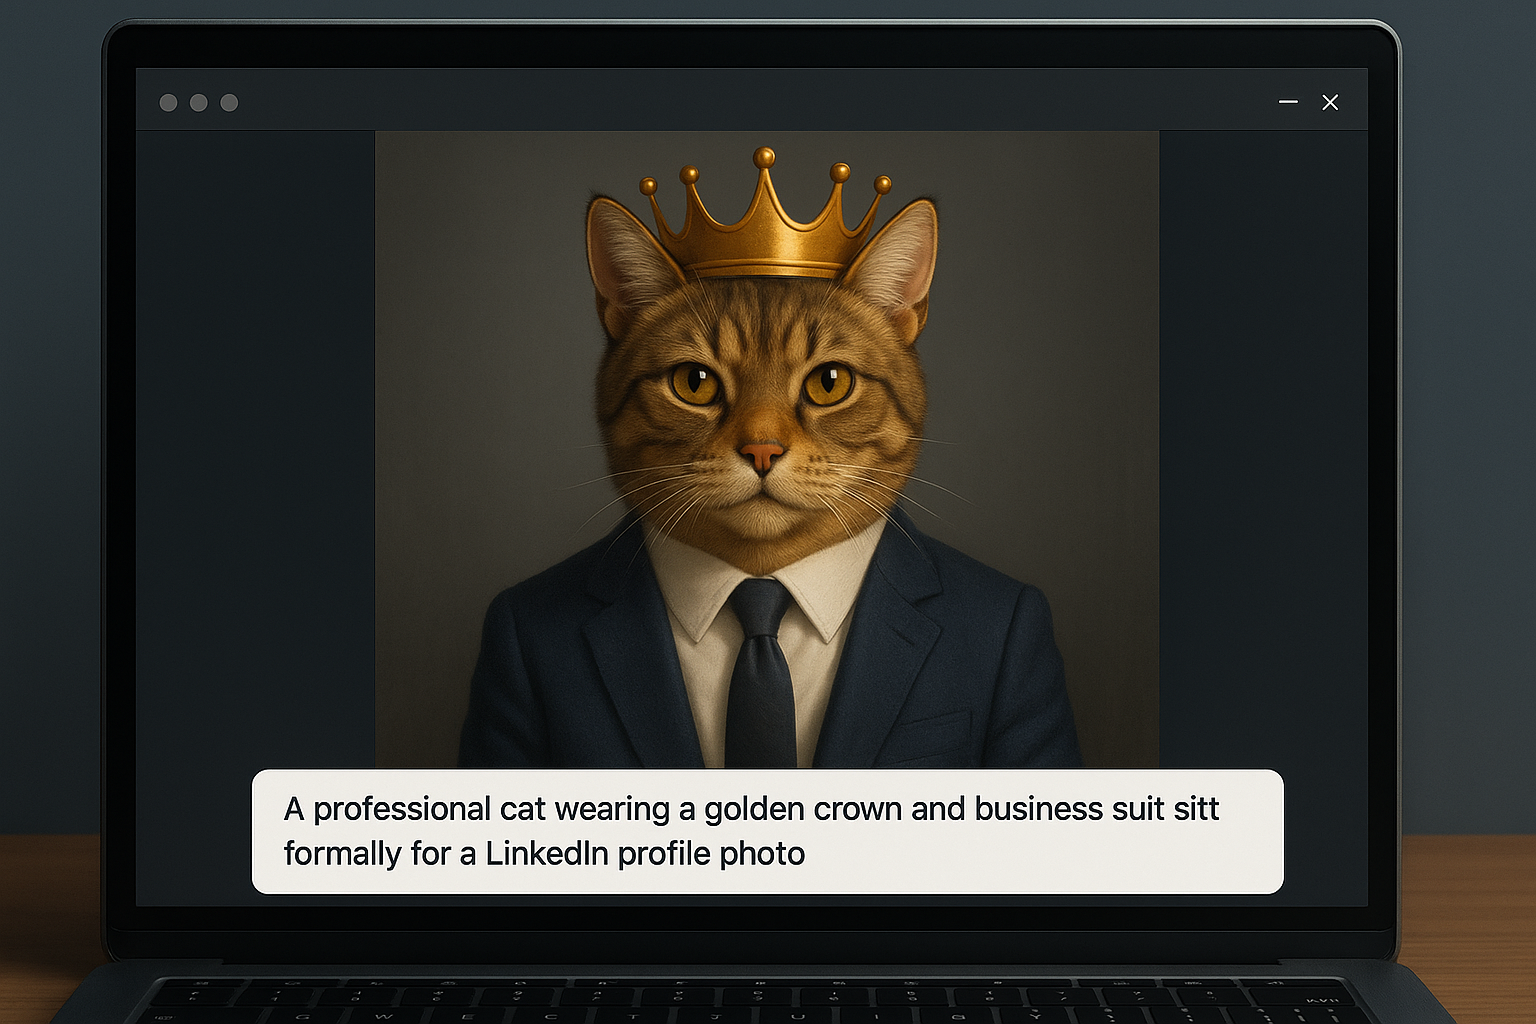 A professional cat wearing a golden crown and business suit sitt
formally for a LinkedIn profile photo